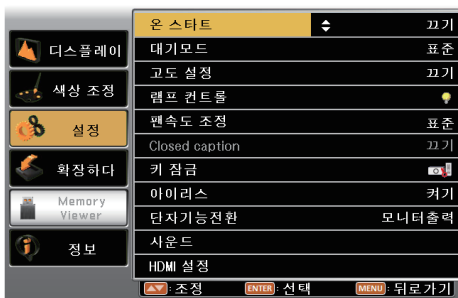 디스플레이
색상 조정
설정
확장하다
Memory
Viewer
정보
온 스타트 끄기
대기모드 표준
고도 설정 끄기
램프 컨트롤
팬속도 조정 표준
Closed caption 끄기
키 잠금
아이리스 켜기
단자기능전환 모니터출력
사운드
HDMI 설정
:조정 ENTER :선택 MENU :뒤로가기